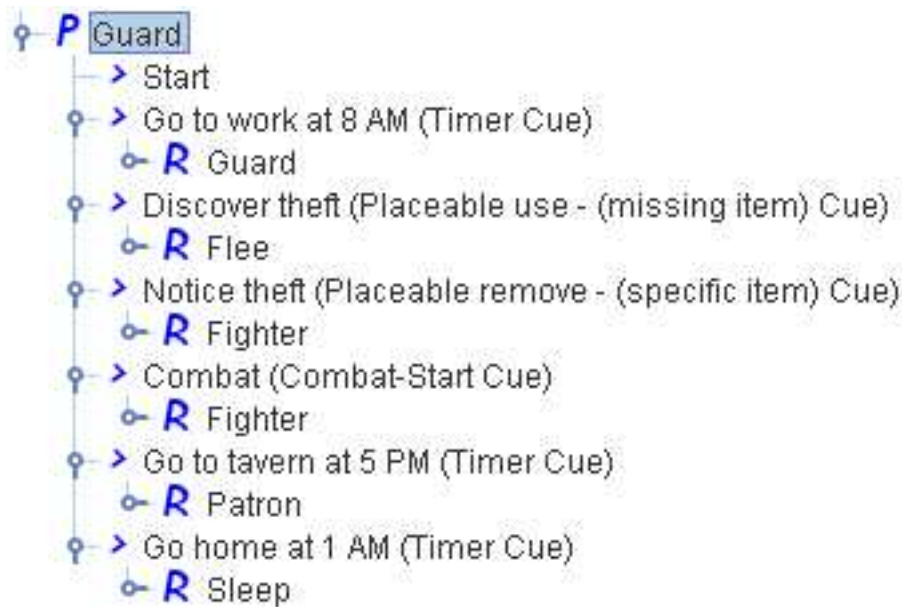 P Guard
> Start
> Go to work at 8 AM (Timer Cue)
R Guard
> Discover theft (Placeable use - (missing item) Cue)
R Flee
> Notice theft (Placeable remove - (specific item) Cue)
R Fighter
> Combat (Combat-Start Cue)
R Fighter
> Go to tavern at 5 PM (Timer Cue)
R Patron
> Go home at 1 AM (Timer Cue)
R Sleep